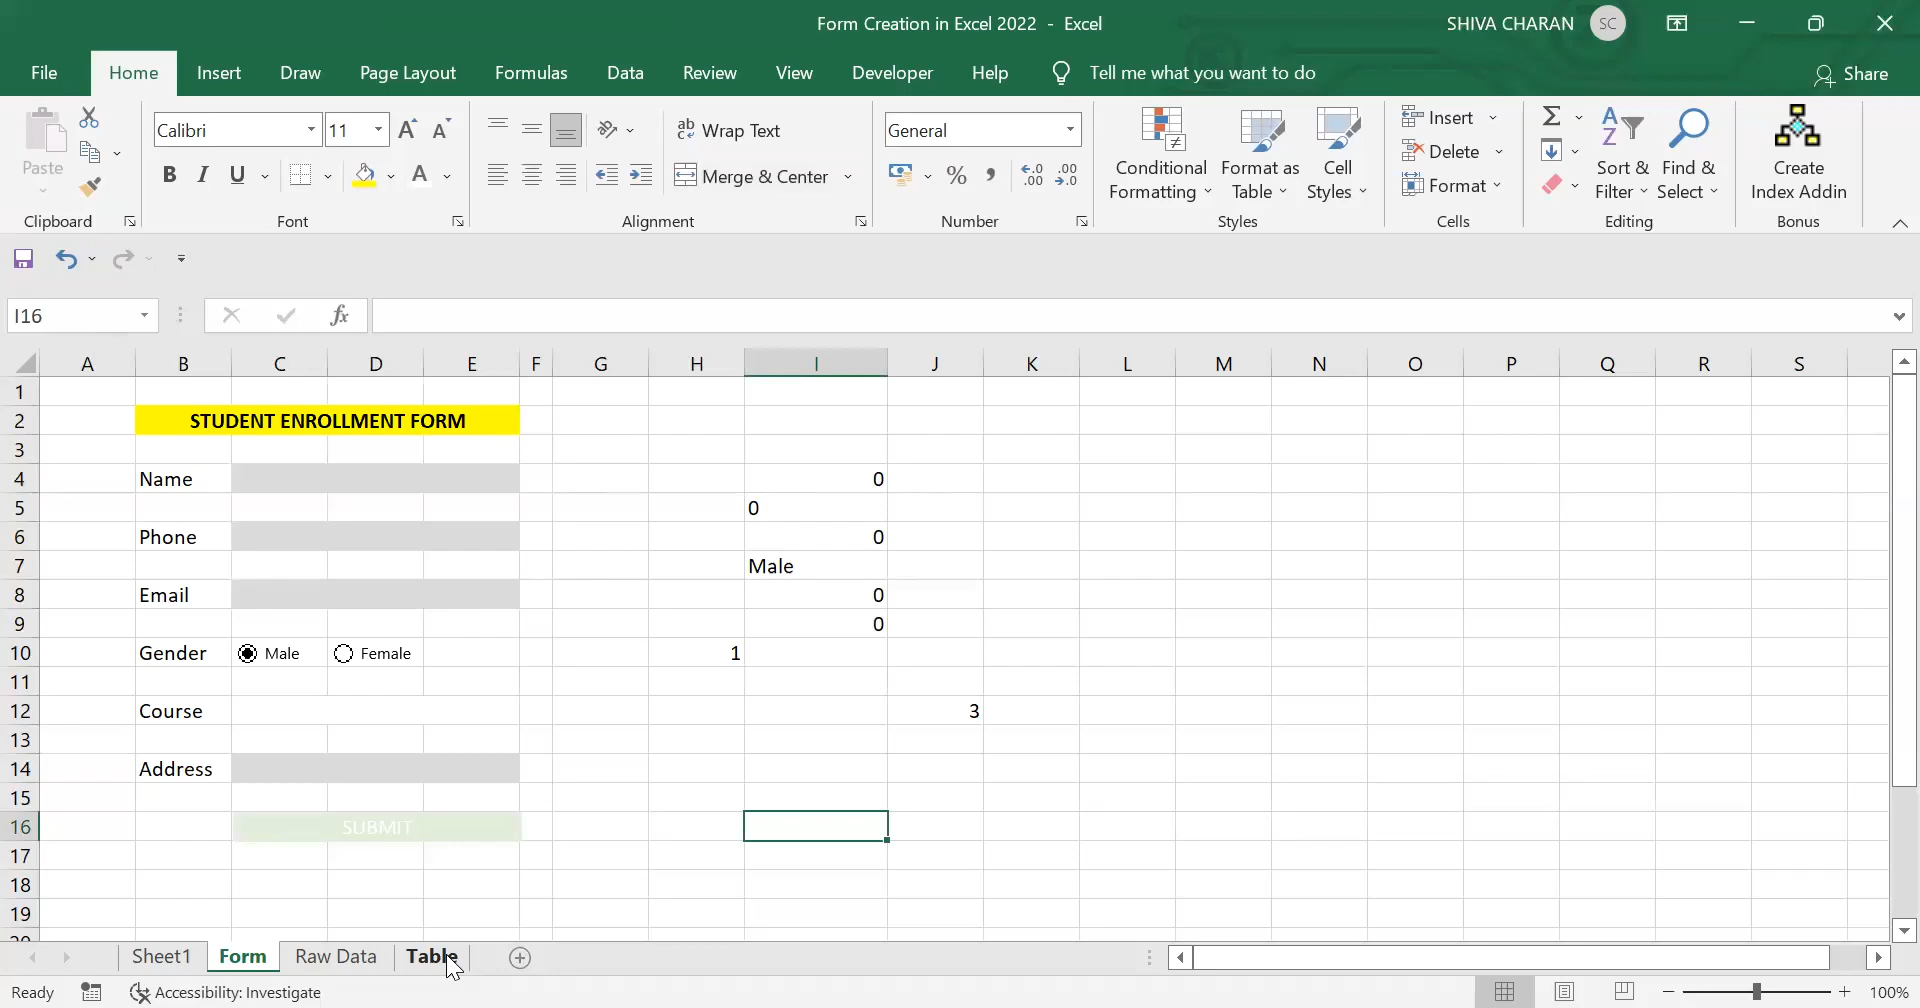 Form Creation in Excel 2022 - Excel
SHIVA CHARAN SC
File Home Insert Draw Page Layout Formulas Data Review View Developer Help Tell me what you want to do Share
Paste
Clipboard
Calibri 11
B I U A
Font
ab Wrap Text
Merge & Center
Alignment
General
% ,
Number
Conditional Formatting
Format as Table
Cell Styles
Styles
Insert
Delete
Format
Cells
Sort & Filter
Find & Select
Editing
Create Index Addin
Bonus
I16 fx
A B C D E F G H I J K L M N O P Q R S
1
2 STUDENT ENROLLMENT FORM
3
4 Name 0
5 0
6 Phone 0
7 Male
8 Email 0
9 0
10 Gender Male Female 1
11
12 Course 3
13
14 Address
15
16 SUBMIT
17
18
19
Sheet1 Form Raw Data Table
Ready Accessibility: Investigate 100%